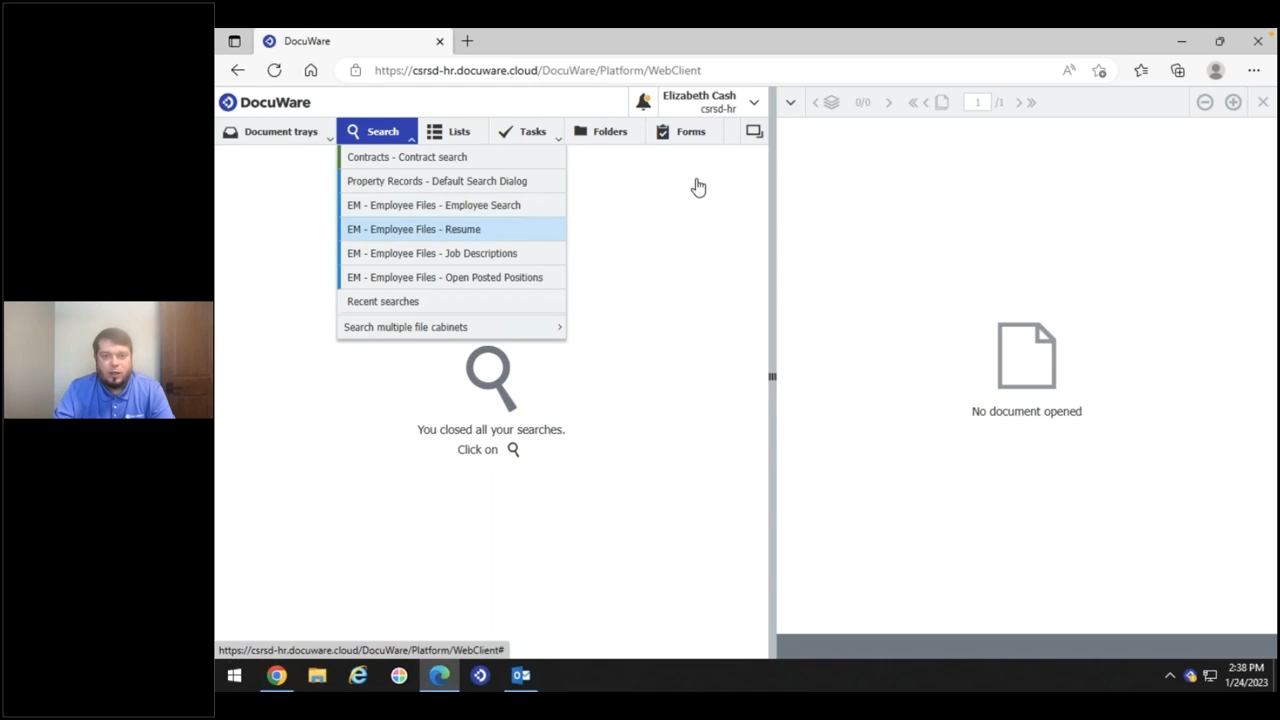 DocuWare
https://csrsd-hr.docuware.cloud/DocuWare/Platform/WebClient
DocuWare
Elizabeth Cash
csrsd-hr
0/0
1
/1
Document trays
Search
Lists
Tasks
Folders
Forms
Contracts - Contract search
Property Records - Default Search Dialog
EM - Employee Files - Employee Search
EM - Employee Files - Resume
EM - Employee Files - Job Descriptions
EM - Employee Files - Open Posted Positions
Recent searches
Search multiple file cabinets
You closed all your searches.
Click on
No document opened
https://csrsd-hr.docuware.cloud/DocuWare/Platform/WebClient#
2:38 PM
1/24/2023